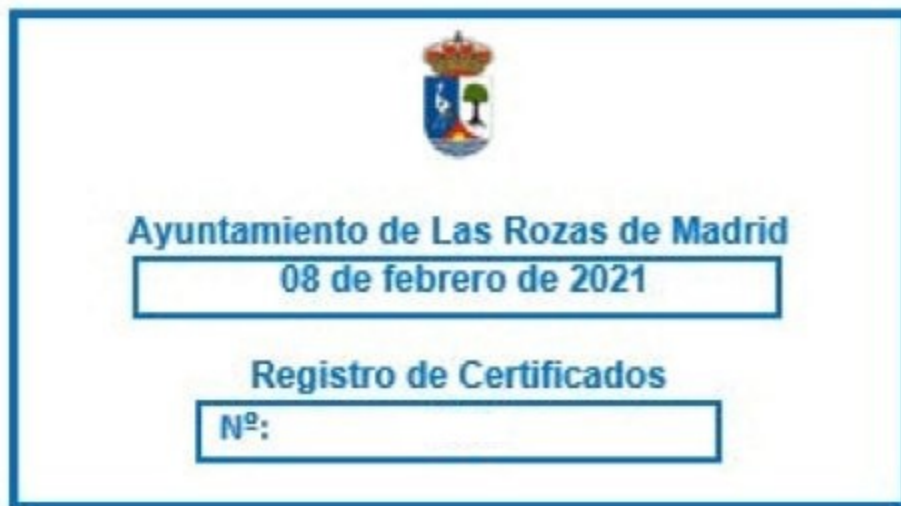 Ayuntamiento de Las Rozas de Madrid
08 de febrero de 2021
Registro de Certificados
Nº: